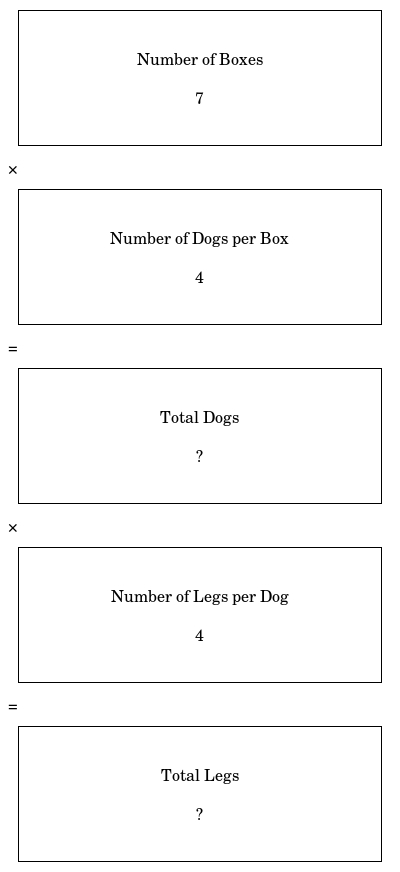 Number of Boxes
7
×
Number of Dogs per Box
4
=
Total Dogs
?
×
Number of Legs per Dog
4
=
Total Legs
?